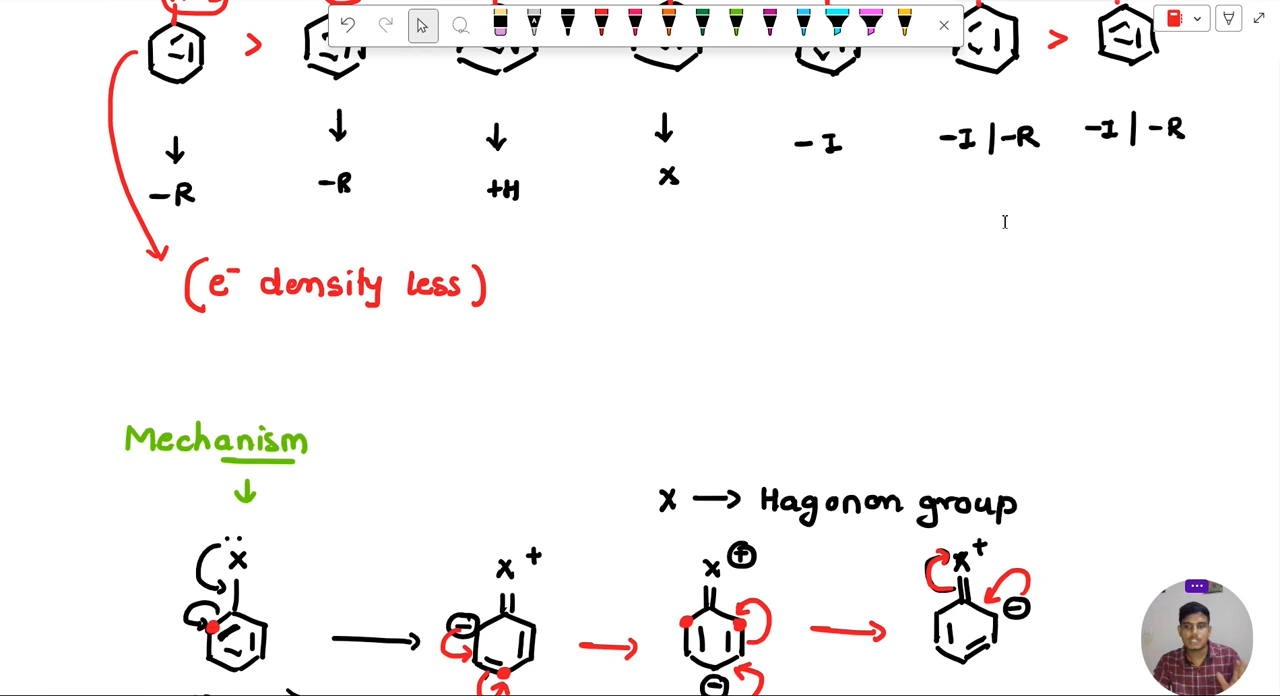 > >
-R -R +H x -I -I | -R -I | -R
(e⁻ density less)
Mechanism
x → Hagonon group
x x + x + x +